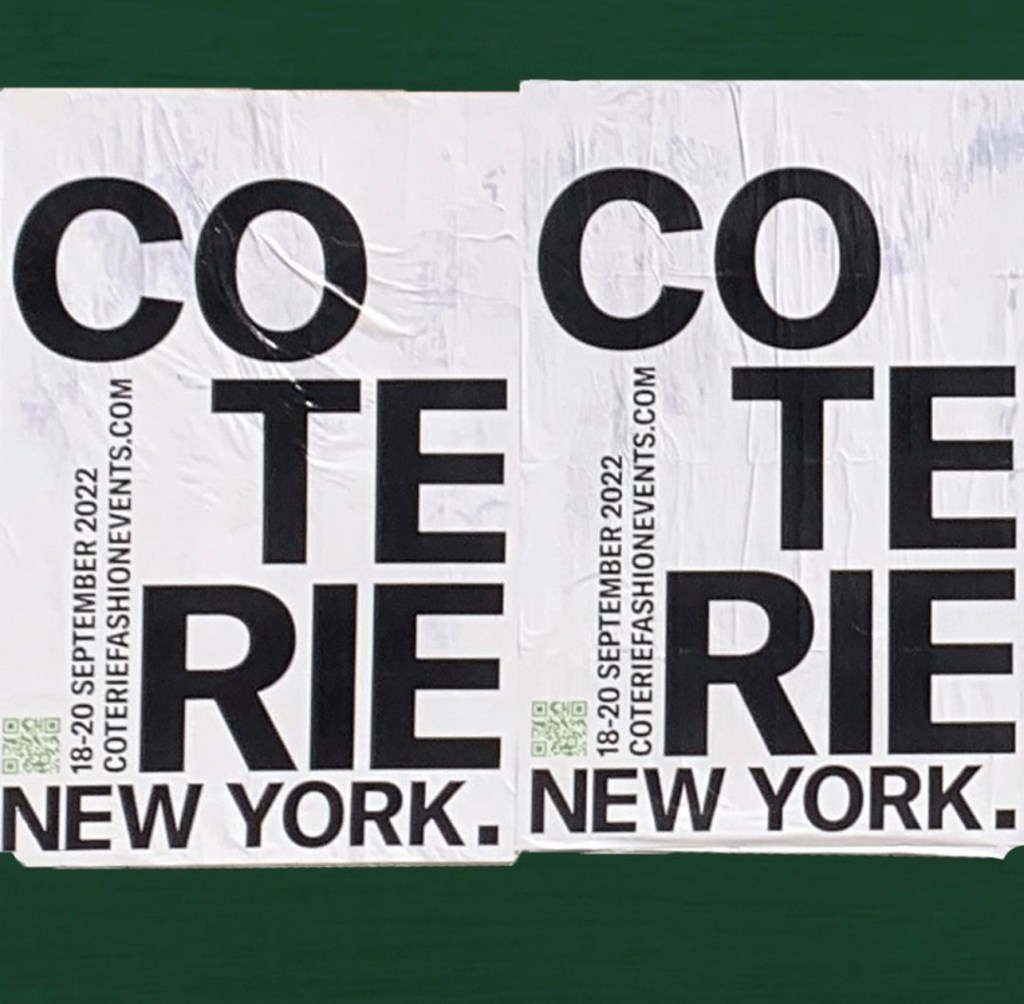 CO
TE
RIE
18-20 SEPTEMBER 2022
COTERIEFASHIONEVENTS.COM
NEW YORK.
CO
TE
RIE
18-20 SEPTEMBER 2022
COTERIEFASHIONEVENTS.COM
NEW YORK.